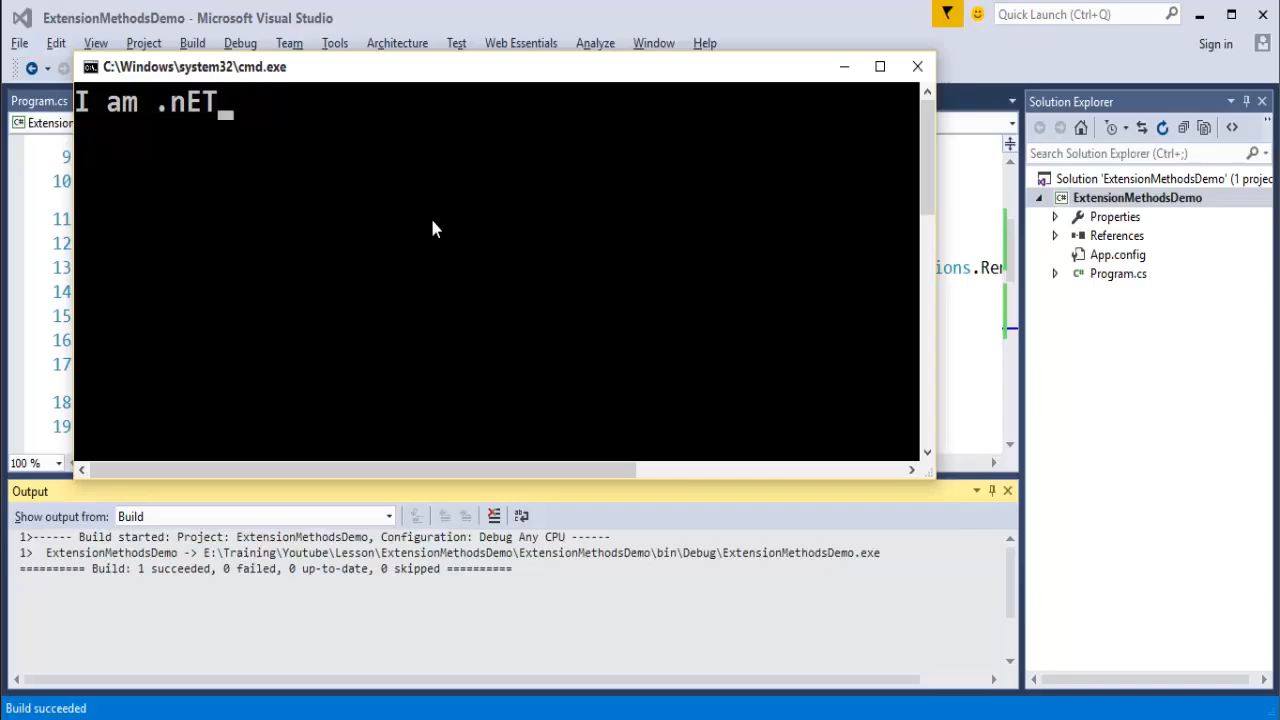 ExtensionMethodsDemo - Microsoft Visual Studio
Quick Launch (Ctrl+Q)
File Edit View Project Build Debug Team Tools Architecture Test Web Essentials Analyze Window Help
Sign in
C:\Windows\system32\cmd.exe
I am .nET_
Program.cs
Extension
9
10
11
12
13
ions.Ren
14
15
16
17
18
19
100 %
Solution Explorer
Search Solution Explorer (Ctrl+;)
Solution 'ExtensionMethodsDemo' (1 projec
ExtensionMethodsDemo
Properties
References
App.config
Program.cs
Output
Show output from: Build
1>------ Build started: Project: ExtensionMethodsDemo, Configuration: Debug Any CPU ------
1>  ExtensionMethodsDemo -> E:\Training\Youtube\Lesson\ExtensionMethodsDemo\ExtensionMethodsDemo\bin\Debug\ExtensionMethodsDemo.exe
========== Build: 1 succeeded, 0 failed, 0 up-to-date, 0 skipped ==========
Build succeeded